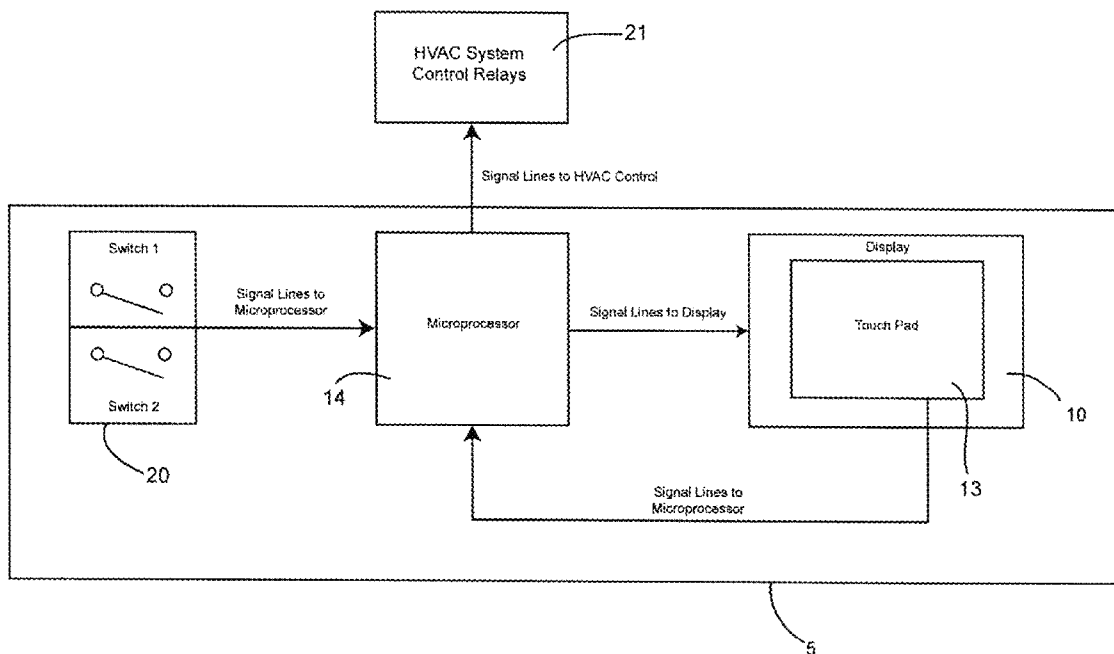 HVAC System
Control Relays
21
Signal Lines to HVAC Control
Switch 1
Switch 2
20
Signal Lines to
Microprocessor
Microprocessor
14
Signal Lines to Display
Display
Touch Pad
10
13
Signal Lines to
Microprocessor
5